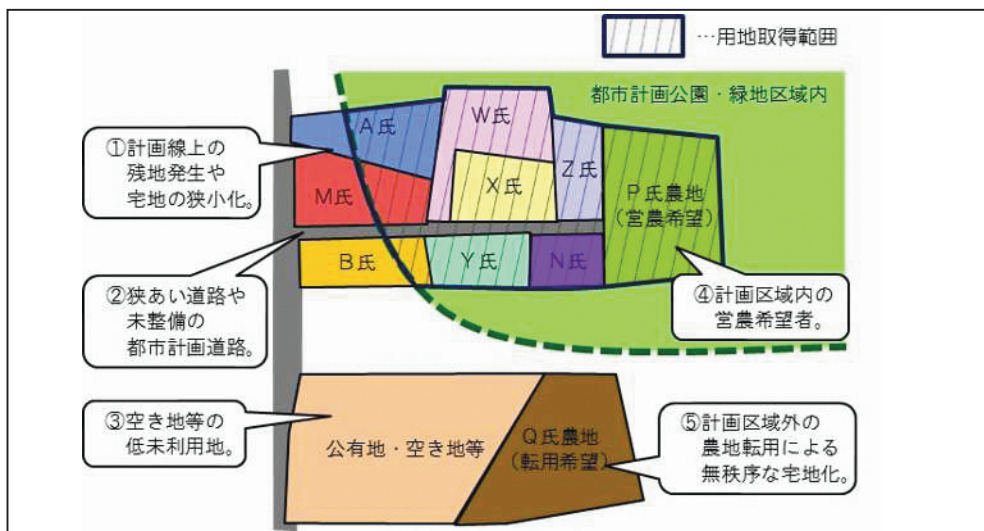 …用地取得範囲
都市計画公園・緑地区域内
A氏
W氏
①計画線上の
残地発生や
宅地の狭小化。
Z氏
X氏
M氏
P氏農地
(営農希望)
B氏
Y氏
N氏
②狭あい道路や
未整備の
都市計画道路。
④計画区域内の
営農希望者。
③空き地等の
低未利用地。
公有地・空き地等
Q氏農地
(転用希望)
⑤計画区域外の
農地転用による
無秩序な宅地化。